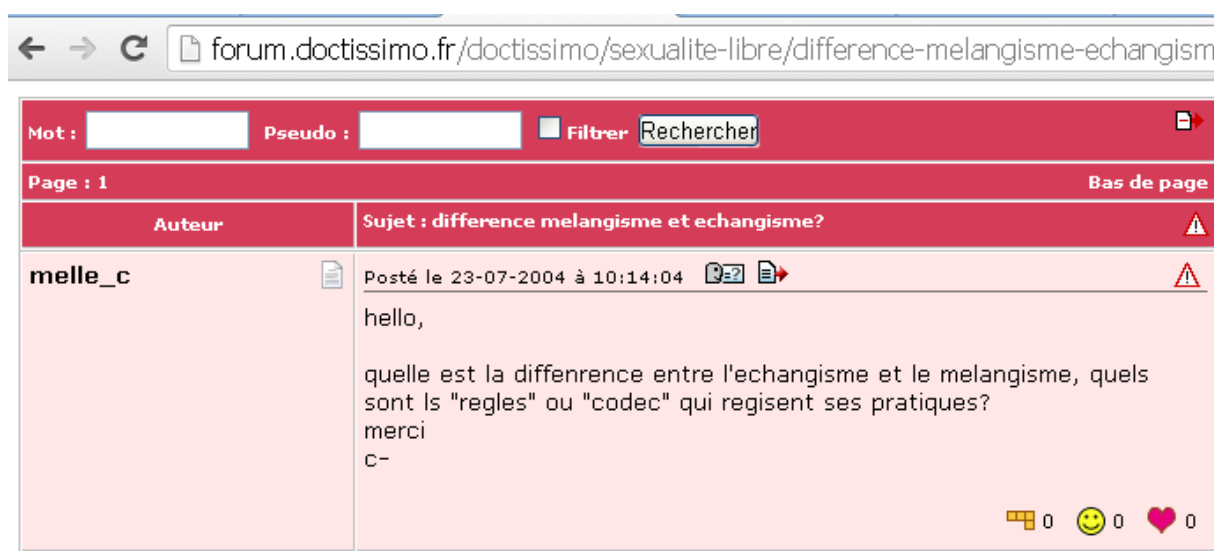 forum.doctissimo.fr/doctissimo/sexualite-libre/difference-melangisme-echangism
Mot : Pseudo : Filtrer Rechercher
Page : 1 Bas de page
Auteur Sujet : difference melangisme et echangisme?
melle_c Posté le 23-07-2004 à 10:14:04
hello,
quelle est la diffenrence entre l'echangisme et le melangisme, quels
sont ls "regles" ou "codec" qui regisent ses pratiques?
merci
c-
0 0 0